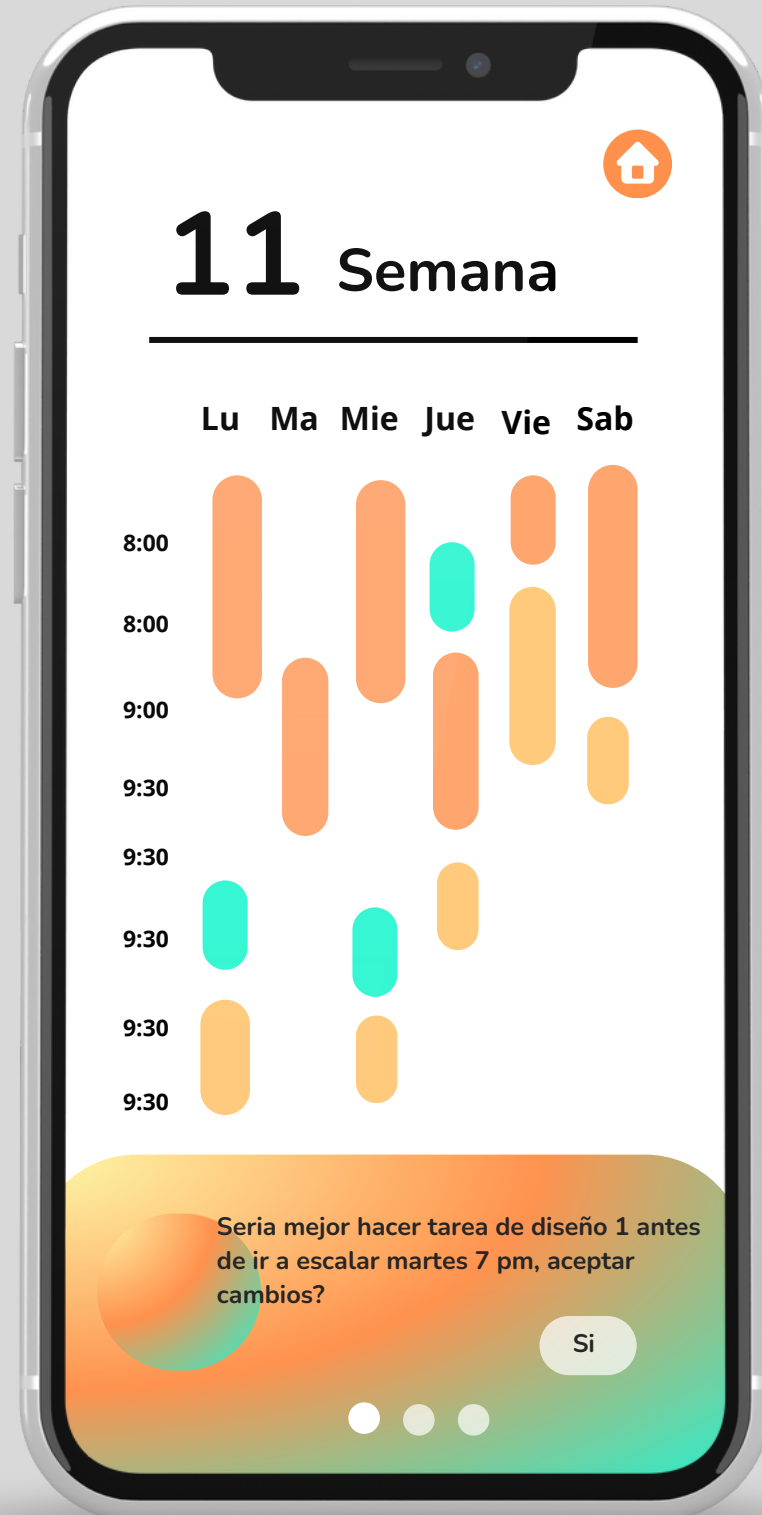 11 Semana
Lu Ma Mie Jue Vie Sab
8:00
8:00
9:00
9:30
9:30
9:30
9:30
9:30
Seria mejor hacer tarea de diseño 1 antes
de ir a escalar martes 7 pm, aceptar
cambios?
Si